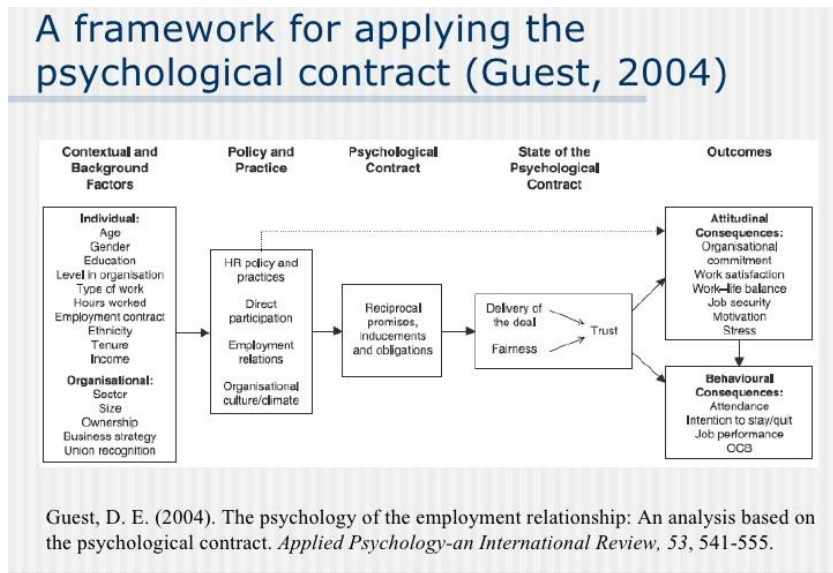 A framework for applying the
psychological contract (Guest, 2004)
Contextual and
Background
Factors
Policy and
Practice
Psychological
Contract
State of the
Psychological
Contract
Outcomes
Individual:
Age
Gender
Education
Level in organisation
Type of work
Hours worked
Employment contract
Ethnicity
Tenure
Income
Organisational:
Sector
Size
Ownership
Business strategy
Union recognition
HR policy and
practices
Direct
participation
Employment
relations
Organisational
culture/climate
Reciprocal
promises,
inducements
and obligations
Delivery of
the deal
Fairness
Trust
Attitudinal
Consequences:
Organisational
commitment
Work satisfaction
Work–life balance
Job security
Motivation
Stress
Behavioural
Consequences:
Attendance
Intention to stay/quit
Job performance
OCB
Guest, D. E. (2004). The psychology of the employment relationship: An analysis based on
the psychological contract. Applied Psychology-an International Review, 53, 541-555.